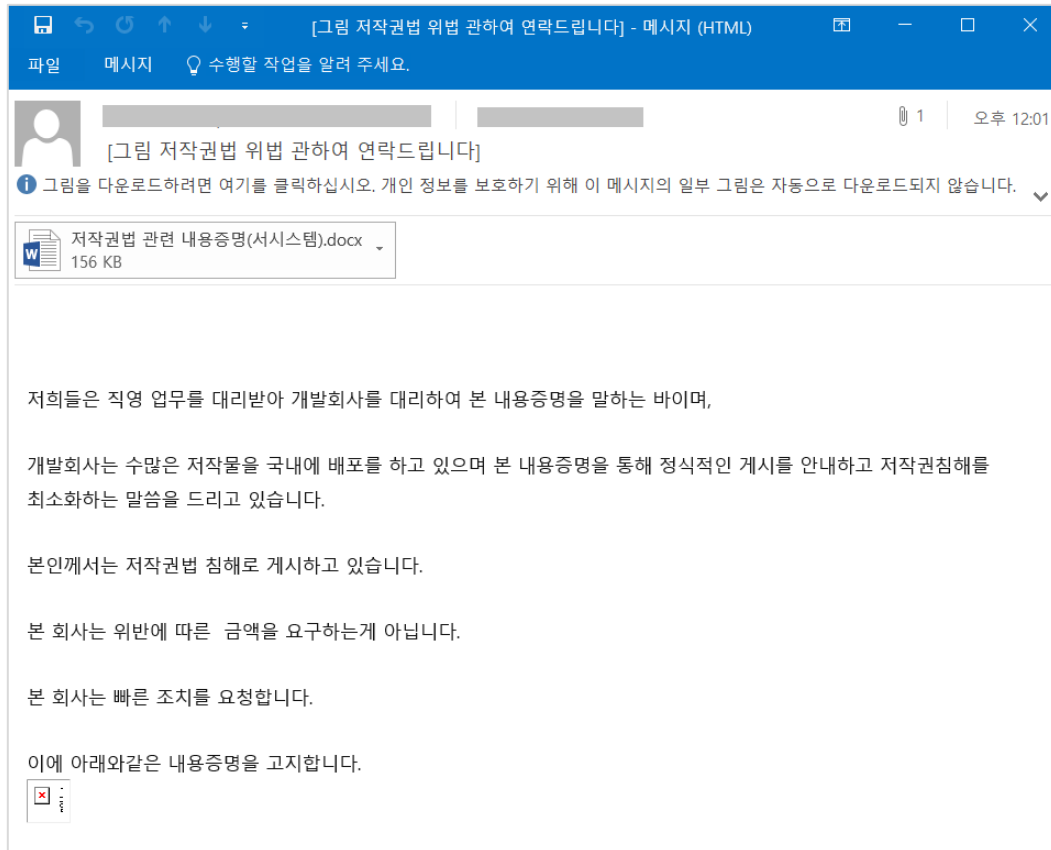 [그림 저작권법 위법 관하여 연락드립니다] - 메시지 (HTML)
파일 메시지 수행할 작업을 알려 주세요.
1 오후 12:01
[그림 저작권법 위법 관하여 연락드립니다]
그림을 다운로드하려면 여기를 클릭하십시오. 개인 정보를 보호하기 위해 이 메시지의 일부 그림은 자동으로 다운로드되지 않습니다.
저작권법 관련 내용증명(서시스템).docx
156 KB
저희들은 직영 업무를 대리받아 개발회사를 대리하여 본 내용증명을 말하는 바이며,
개발회사는 수많은 저작물을 국내에 배포를 하고 있으며 본 내용증명을 통해 정식적인 게시를 안내하고 저작권침해를
최소화하는 말씀을 드리고 있습니다.
본인께서는 저작권법 침해로 게시하고 있습니다.
본 회사는 위반에 따른  금액을 요구하는게 아닙니다.
본 회사는 빠른 조치를 요청합니다.
이에 아래와같은 내용증명을 고지합니다.